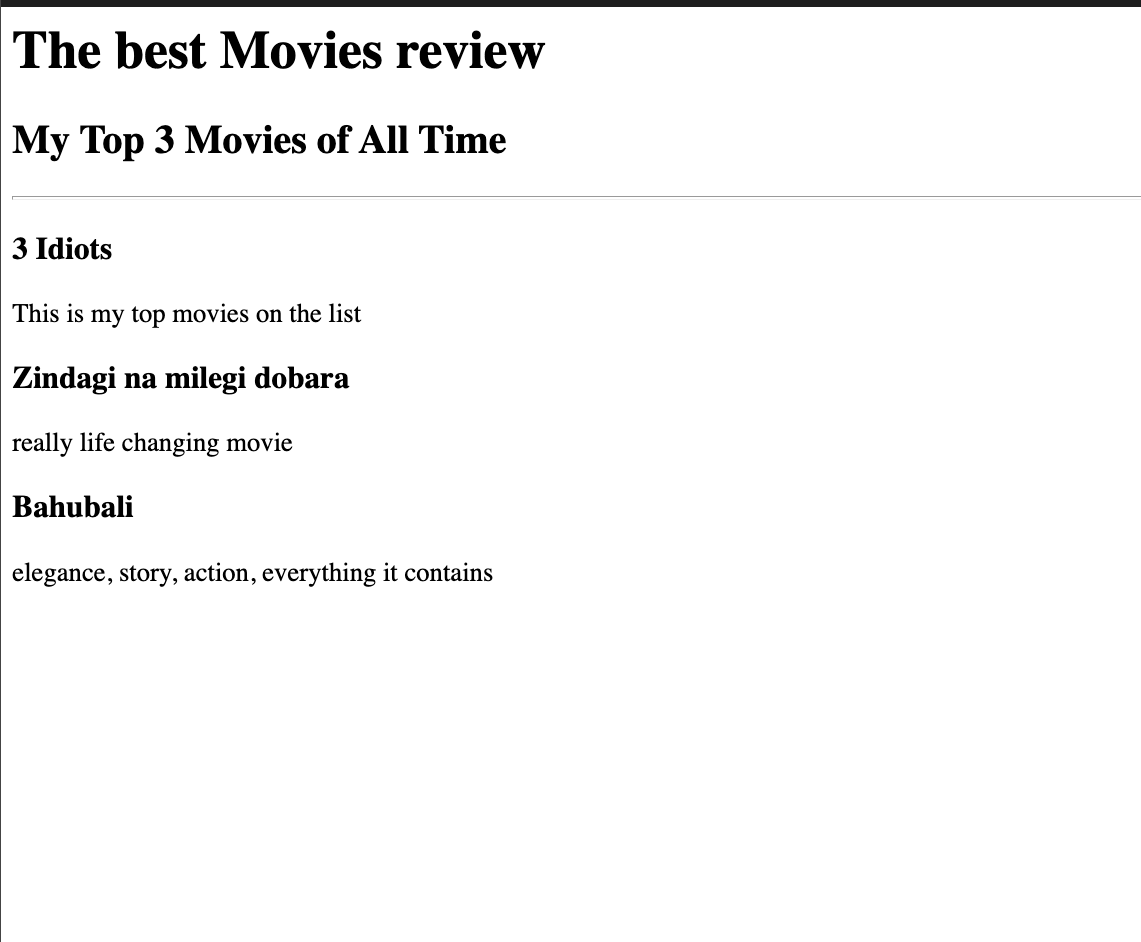 The best Movies review
My Top 3 Movies of All Time
3 Idiots
This is my top movies on the list
Zindagi na milegi dobara
really life changing movie
Bahubali
elegance, story, action, everything it contains